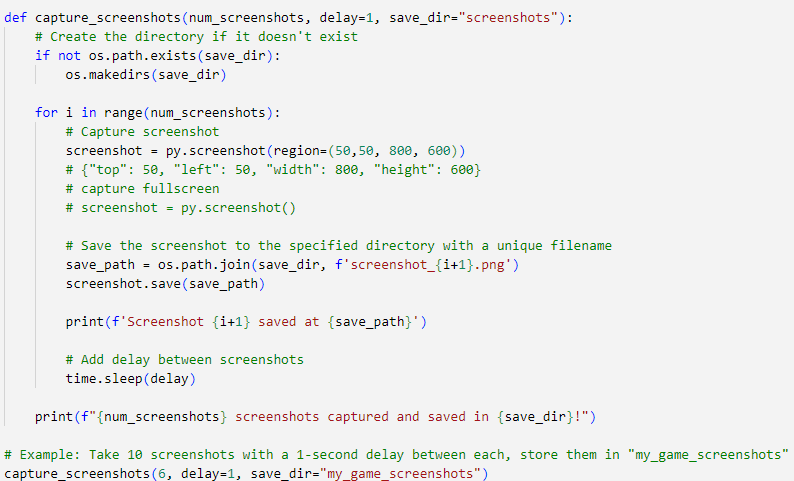 def capture_screenshots(num_screenshots, delay=1, save_dir="screenshots"):
    # Create the directory if it doesn't exist
    if not os.path.exists(save_dir):
        os.makedirs(save_dir)

    for i in range(num_screenshots):
        # Capture screenshot
        screenshot = py.screenshot(region=(50,50, 800, 600))
        # {"top": 50, "left": 50, "width": 800, "height": 600}
        # capture fullscreen
        # screenshot = py.screenshot()

        # Save the screenshot to the specified directory with a unique filename
        save_path = os.path.join(save_dir, f'screenshot_{i+1}.png')
        screenshot.save(save_path)

        print(f'Screenshot {i+1} saved at {save_path}')

        # Add delay between screenshots
        time.sleep(delay)

    print(f"{num_screenshots} screenshots captured and saved in {save_dir}!")

# Example: Take 10 screenshots with a 1-second delay between each, store them in "my_game_screenshots"
capture_screenshots(6, delay=1, save_dir="my_game_screenshots")